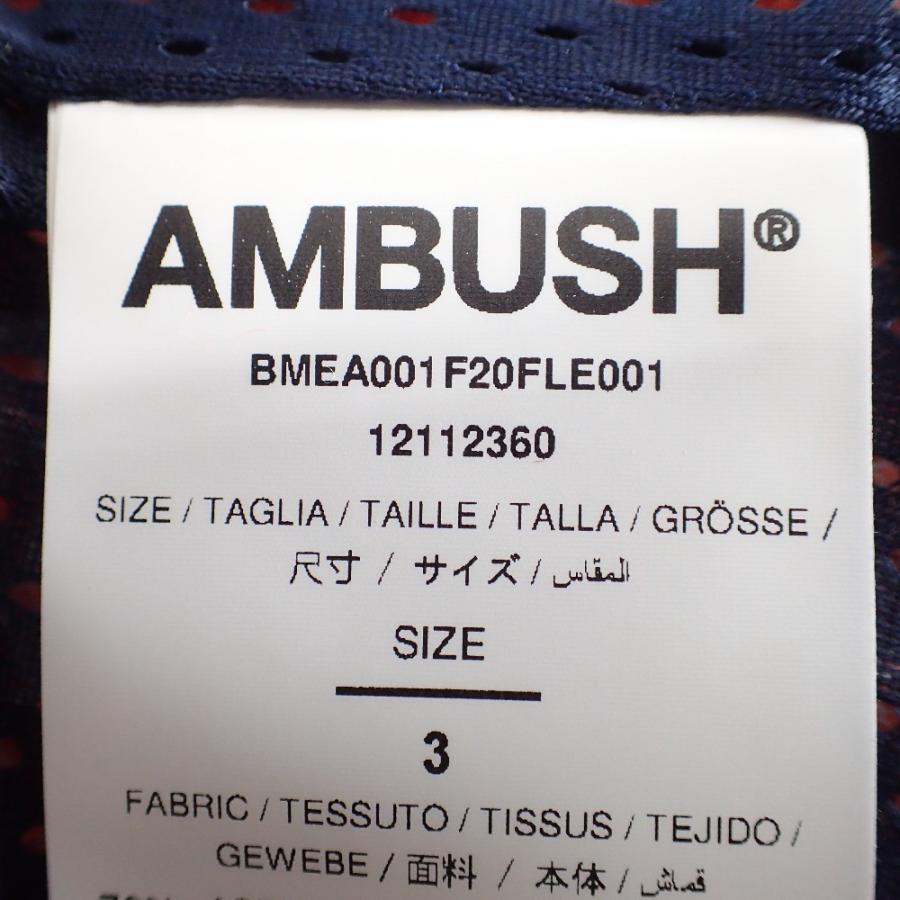 AMBUSH®
BMEA001F20FLE001
12112360
SIZE / TAGLIA / TAILLE / TALLA / GRÖSSE /
尺寸 / サイズ / المقاس
SIZE
3
FABRIC / TESSUTO / TISSUS / TEJIDO /
GEWEBE / 面料 / 本体 / قماش